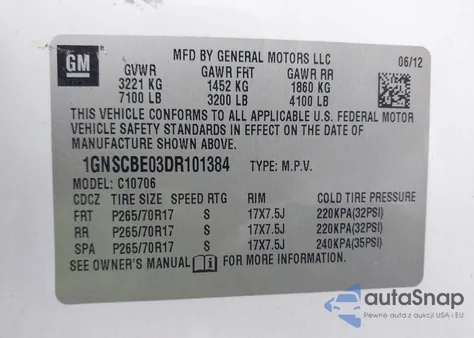 GM
MFD BY GENERAL MOTORS LLC
06/12
GVWR GAWR FRT GAWR RR
3221 KG 1452 KG 1860 KG
7100 LB 3200 LB 4100 LB
THIS VEHICLE CONFORMS TO ALL APPLICABLE U.S. FEDERAL MOTOR
VEHICLE SAFETY STANDARDS IN EFFECT ON THE DATE OF
MANUFACTURE SHOWN ABOVE.
1GNSCBE03DR101384 TYPE: M.P.V.
MODEL: C10706
CDCZ TIRE SIZE SPEED RTG RIM COLD TIRE PRESSURE
FRT P265/70R17 S 17X7.5J 220KPA(32PSI)
RR P265/70R17 S 17X7.5J 220KPA(32PSI)
SPA P265/70R17 S 17X7.5J 240KPA(35PSI)
SEE OWNER'S MANUAL FOR MORE INFORMATION.
autoSnap
Pewne auta z aukcji USA i EU